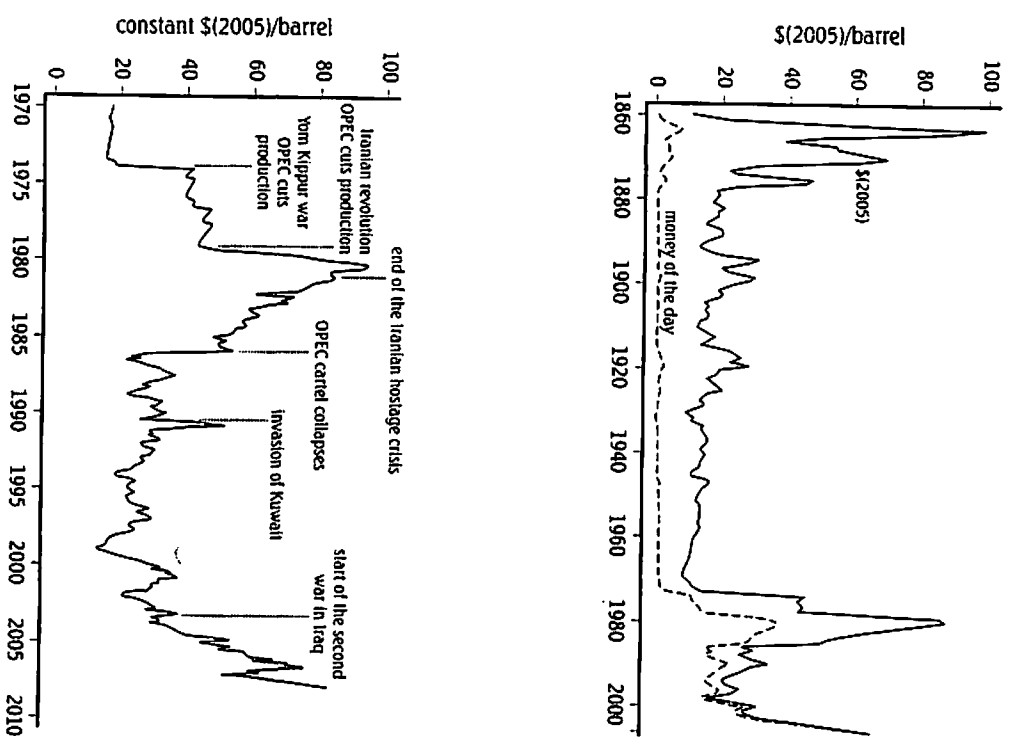 $(2005)/barrel
100
80
60
40
20
0
$(2005)
money of the day
1860
1880
1900
1920
1940
1960
1980
2000
constant $(2005)/barrel
100
80
60
40
20
0
end of the Iranian hostage crisis
Iranian revolution
OPEC cuts production
Yom Kippur war
OPEC cuts
production
OPEC cartel collapses
invasion of Kuwait
start of the second
war in Iraq
1970
1975
1980
1985
1990
1995
2000
2005
2010